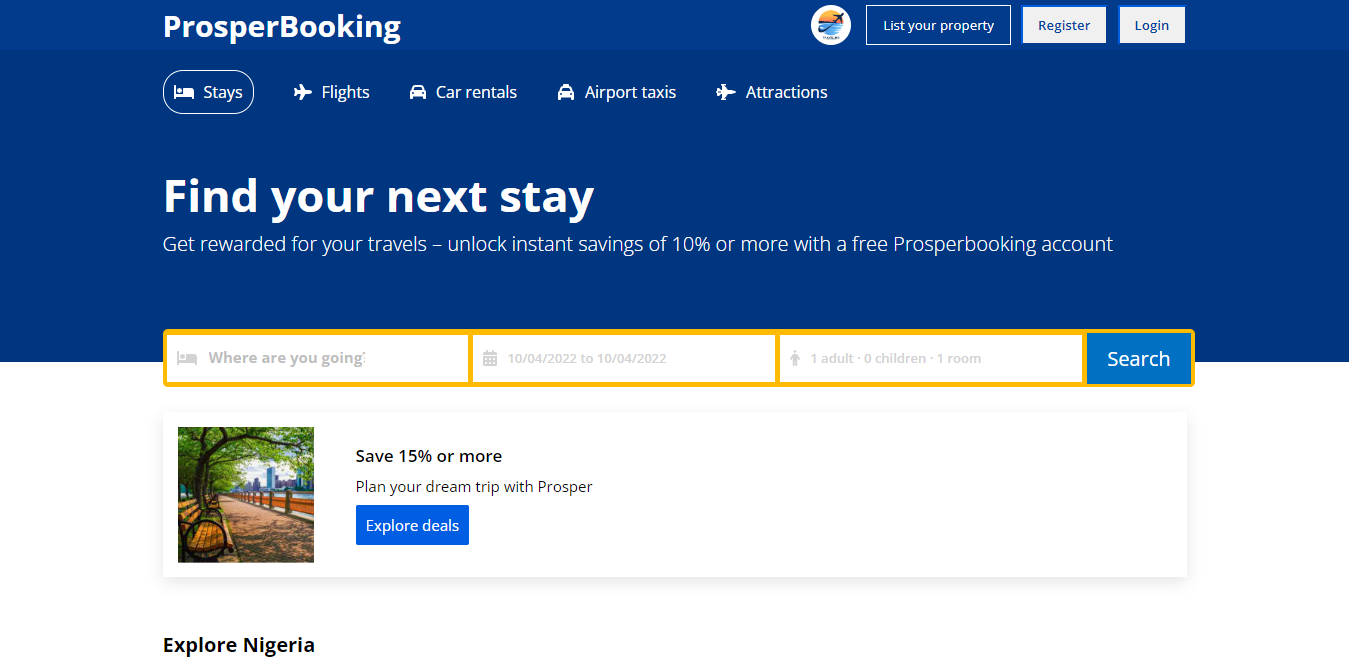 ProsperBooking
List your property
Register
Login
Stays
Flights
Car rentals
Airport taxis
Attractions
Find your next stay
Get rewarded for your travels – unlock instant savings of 10% or more with a free Prosperbooking account
Where are you going?
10/04/2022 to 10/04/2022
1 adult · 0 children · 1 room
Search
Save 15% or more
Plan your dream trip with Prosper
Explore deals
Explore Nigeria